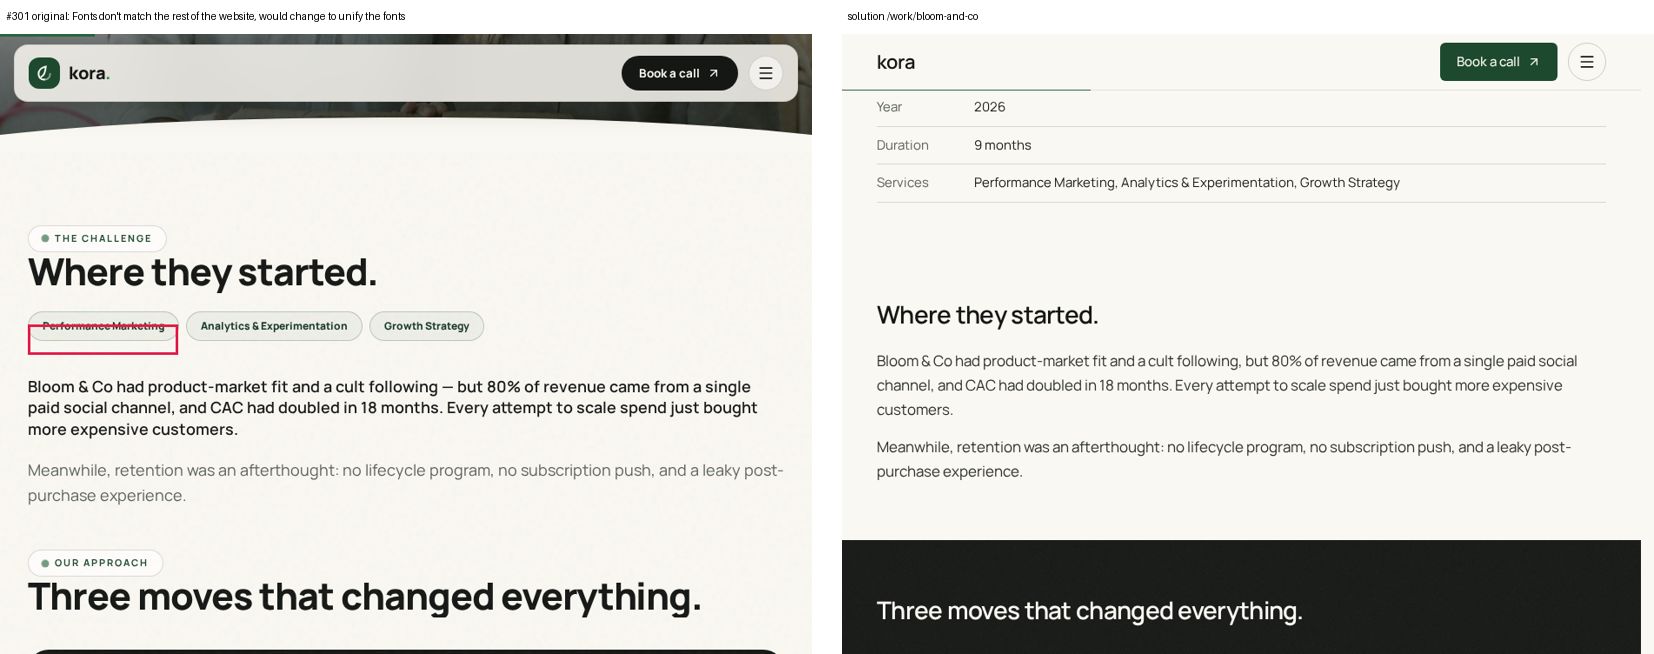 #301 original: Fonts don't match the rest of the website, would change to unify the fonts
kora.
Book a call
THE CHALLENGE
Where they started.
Performance Marketing
Analytics & Experimentation
Growth Strategy
Bloom & Co had product-market fit and a cult following — but 80% of revenue came from a single
paid social channel, and CAC had doubled in 18 months. Every attempt to scale spend just bought
more expensive customers.
Meanwhile, retention was an afterthought: no lifecycle program, no subscription push, and a leaky post-
purchase experience.
OUR APPROACH
Three moves that changed everything.
solution /work/bloom-and-co
kora
Book a call
Year 2026
Duration 9 months
Services Performance Marketing, Analytics & Experimentation, Growth Strategy
Where they started.
Bloom & Co had product-market fit and a cult following, but 80% of revenue came from a single paid social
channel, and CAC had doubled in 18 months. Every attempt to scale spend just bought more expensive
customers.
Meanwhile, retention was an afterthought: no lifecycle program, no subscription push, and a leaky post-
purchase experience.
Three moves that changed everything.